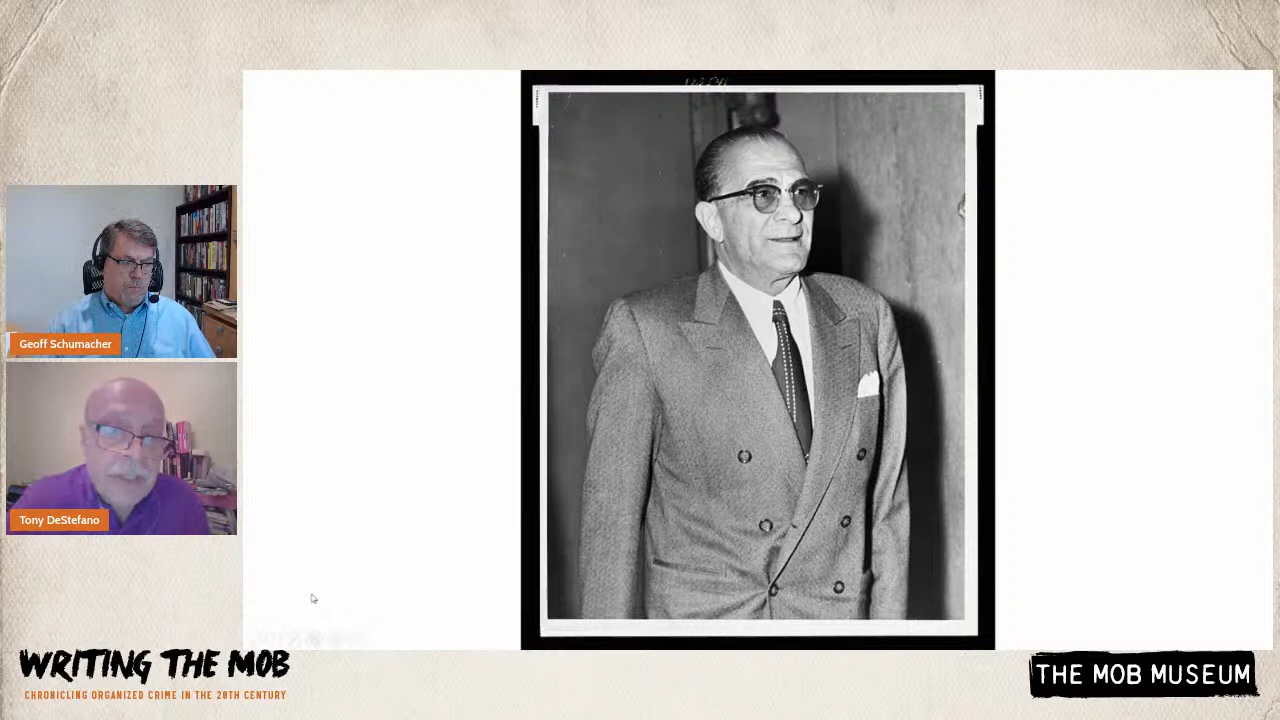 Geoff Schumacher
Tony DeStefano
WRITING THE MOB
CHRONICLING ORGANIZED CRIME IN THE 20TH CENTURY
THE MOB MUSEUM